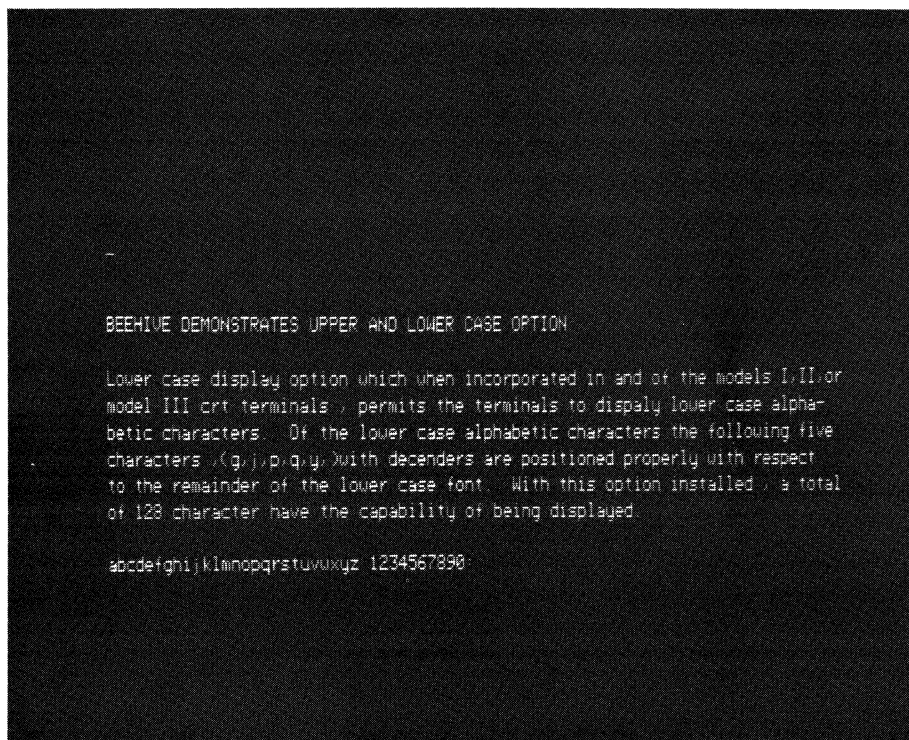 BEEHIVE DEMONSTRATES UPPER AND LOWER CASE OPTION
Lower case display option which when incorporated in and of the models I,II,or
model III crt terminals , permits the terminals to dispaly lower case alpha-
betic characters.  Of the lower case alphabetic characters the following five
characters ,(g,j,p,q,y,)with decenders are positioned properly with respect
to the remainder of the lower case font.  With this option installed , a total
of 128 character have the capability of being displayed.
abcdefghijklmnopqrstuvwxyz 1234567890: